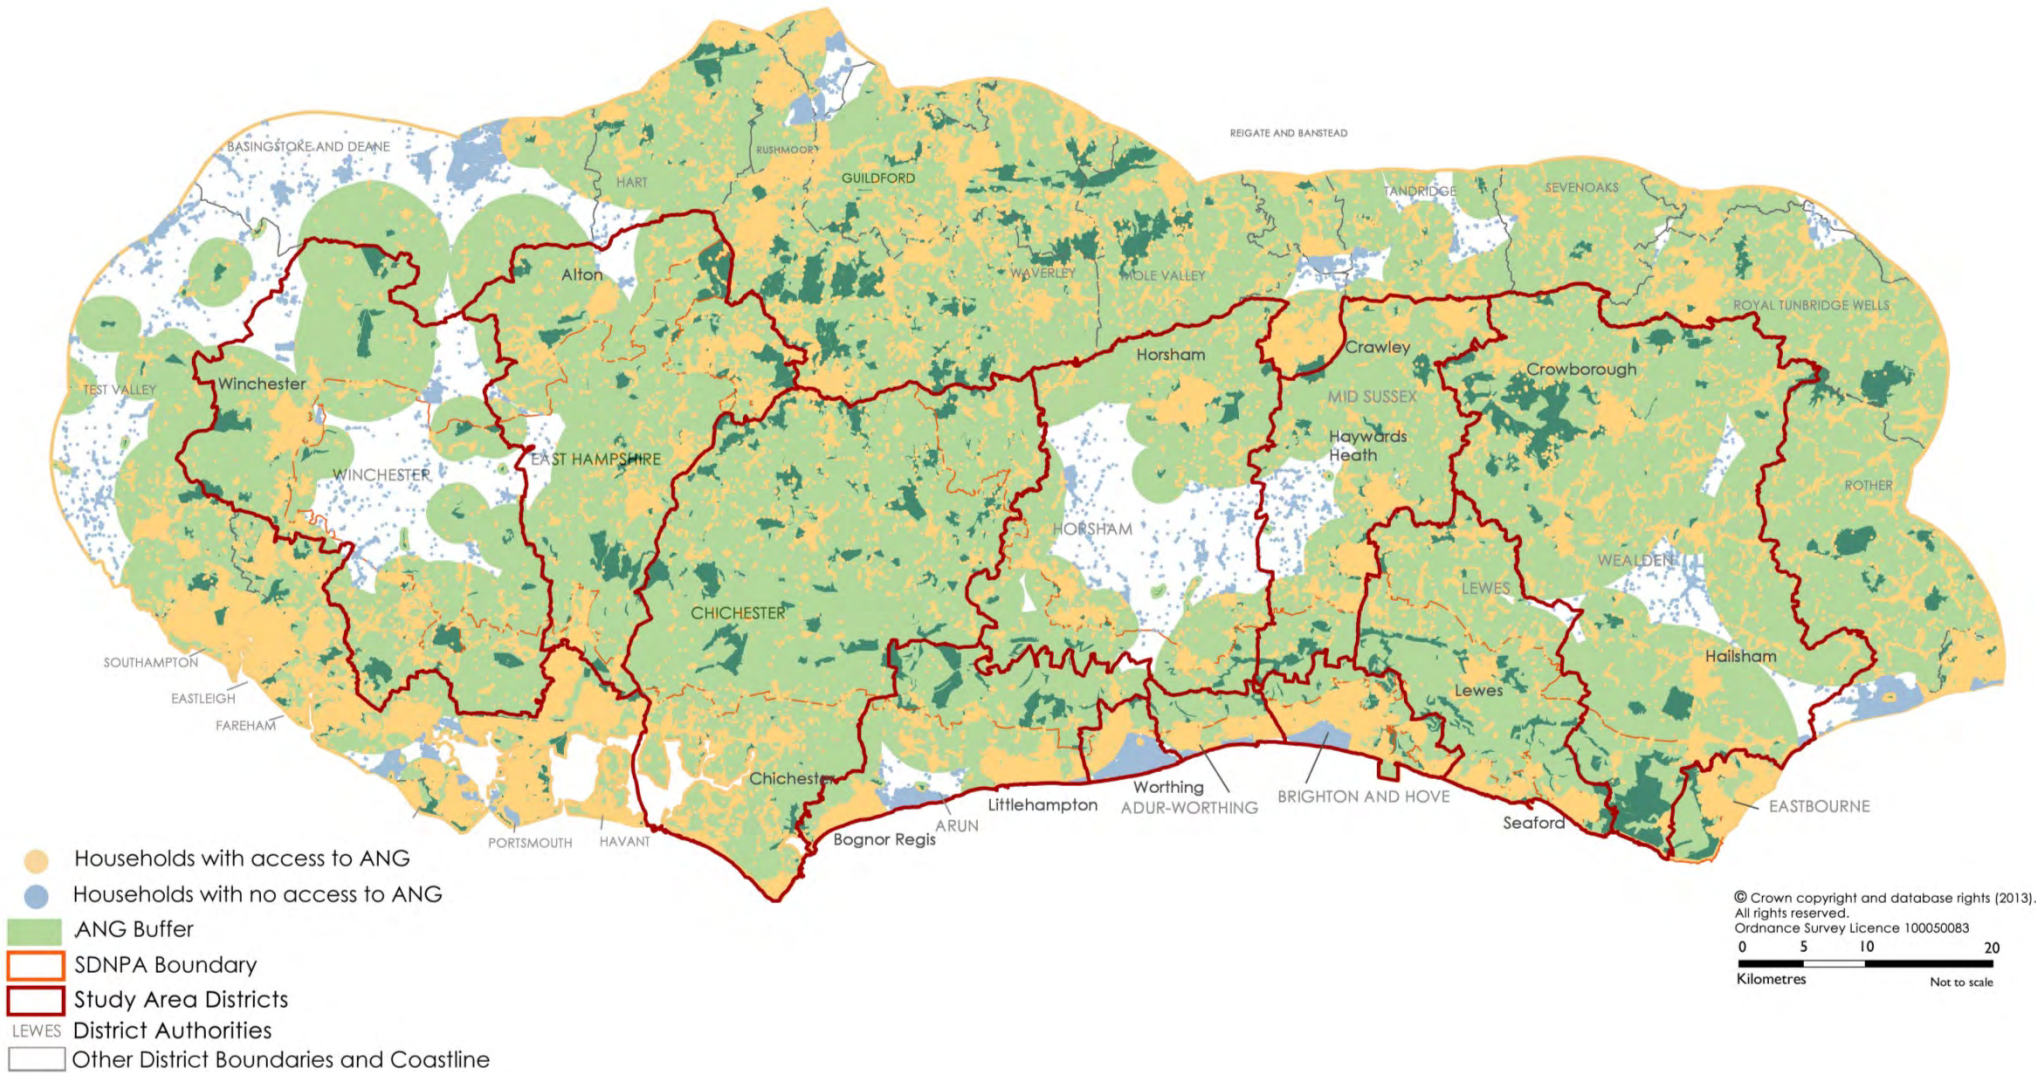 REIGATE AND BANSTEAD
BASINGSTOKE AND DEANE
RUSHMOOR
HART
GUILDFORD
TANDRIDGE
SEVENOAKS
Alton
WAVERLEY
MOLE VALLEY
ROYAL TUNBRIDGE WELLS
Horsham
Crawley
Crowborough
TEST VALLEY
Winchester
MID SUSSEX
Haywards
Heath
WINCHESTER
EAST HAMPSHIRE
ROTHER
HORSHAM
WEALDEN
LEWES
CHICHESTER
SOUTHAMPTON
Hailsham
EASTLEIGH
Lewes
FAREHAM
Chichester
Worthing
Littlehampton
ADUR-WORTHING
BRIGHTON AND HOVE
EASTBOURNE
Seaford
ARUN
PORTSMOUTH
HAVANT
Bognor Regis
Households with access to ANG
Households with no access to ANG
ANG Buffer
SDNPA Boundary
Study Area Districts
LEWES District Authorities
Other District Boundaries and Coastline
© Crown copyright and database rights (2013).
All rights reserved.
Ordnance Survey Licence 100050083
0 5 10 20
Kilometres Not to scale